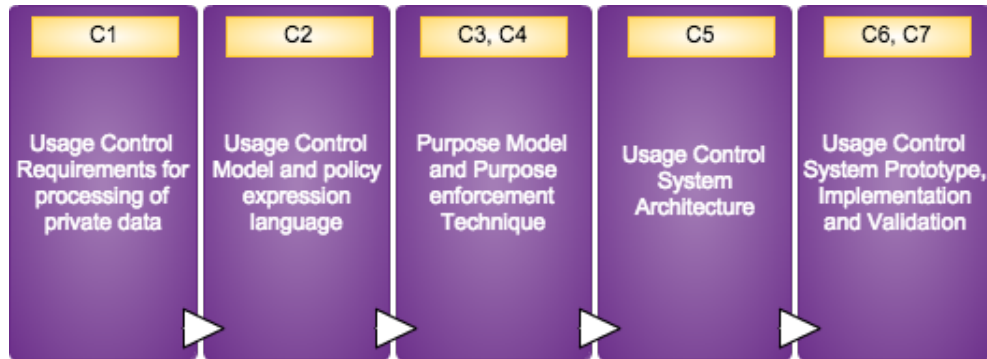 C1
Usage Control
Requirements for
processing of
private data
C2
Usage Control
Model and policy
expression
language
C3, C4
Purpose Model
and Purpose
enforcement
Technique
C5
Usage Control
System
Architecture
C6, C7
Usage Control
System Prototype,
Implementation
and Validation